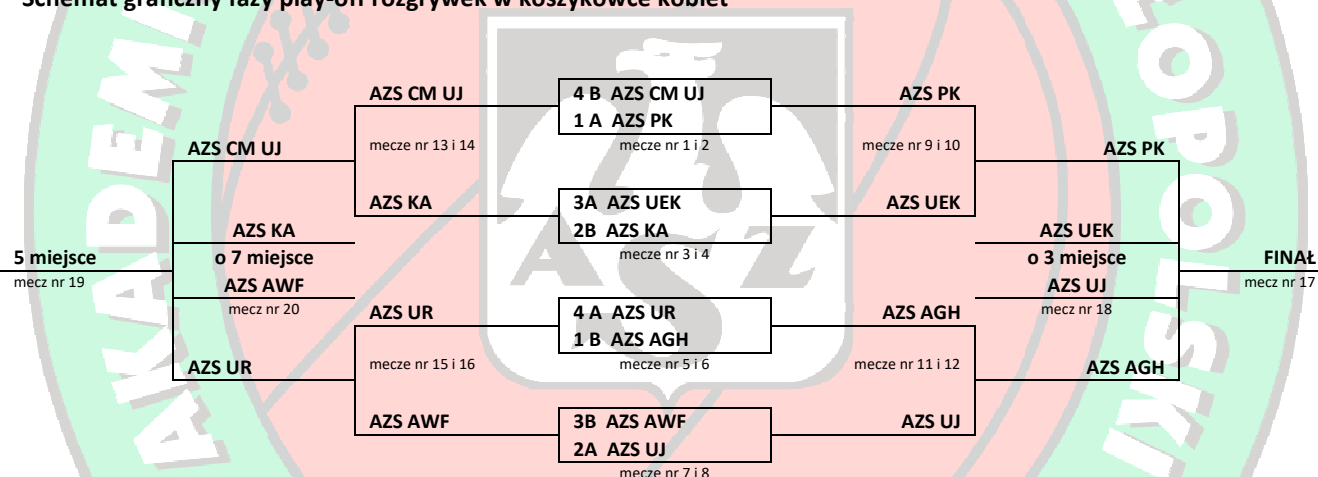 Schemat graficzny fazy play-off rozgrywek w koszykówce kobiet
AZS CM UJ
4 B AZS CM UJ
AZS PK
1 A AZS PK
AZS CM UJ
mecze nr 13 i 14
mecze nr 1 i 2
mecze nr 9 i 10
AZS PK
AZS KA
3A AZS UEK
AZS UEK
2B AZS KA
AZS KA
mecze nr 3 i 4
AZS UEK
5 miejsce
o 7 miejsce
o 3 miejsce
FINAŁ
mecz nr 19
AZS AWF
AZS UJ
mecz nr 17
mecz nr 20
mecz nr 18
AZS UR
4 A AZS UR
AZS AGH
1 B AZS AGH
AZS UR
mecze nr 15 i 16
mecze nr 5 i 6
mecze nr 11 i 12
AZS AGH
AZS AWF
3B AZS AWF
AZS UJ
2A AZS UJ
mecze nr 7 i 8
AKADEMI
AZS
ŁOPOLSKI